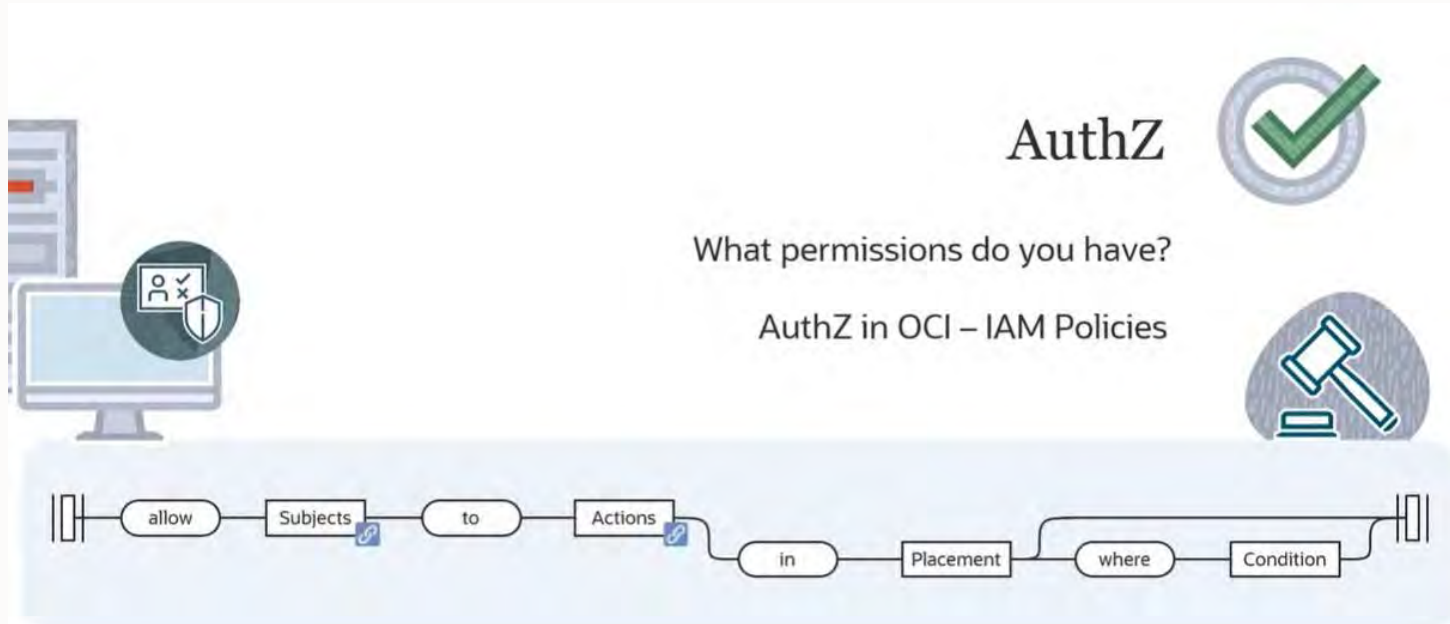 AuthZ
What permissions do you have?
AuthZ in OCI – IAM Policies
allow Subjects to Actions
in Placement where Condition